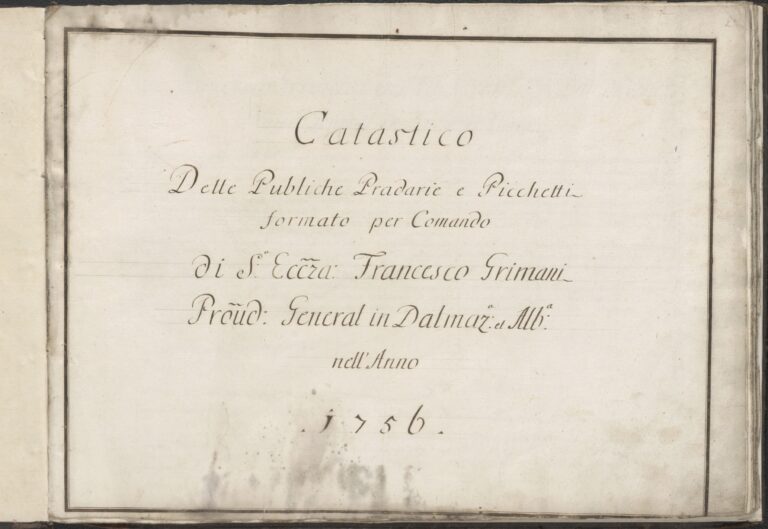 Catastico
Delle Publiche Pradarie e Picchetti
formato per Comando
di S.a Ecc̃za: Francesco Grimani
Prõud: General in Dalmaz.a et Alb.a
nell'Anno
. 1756 .